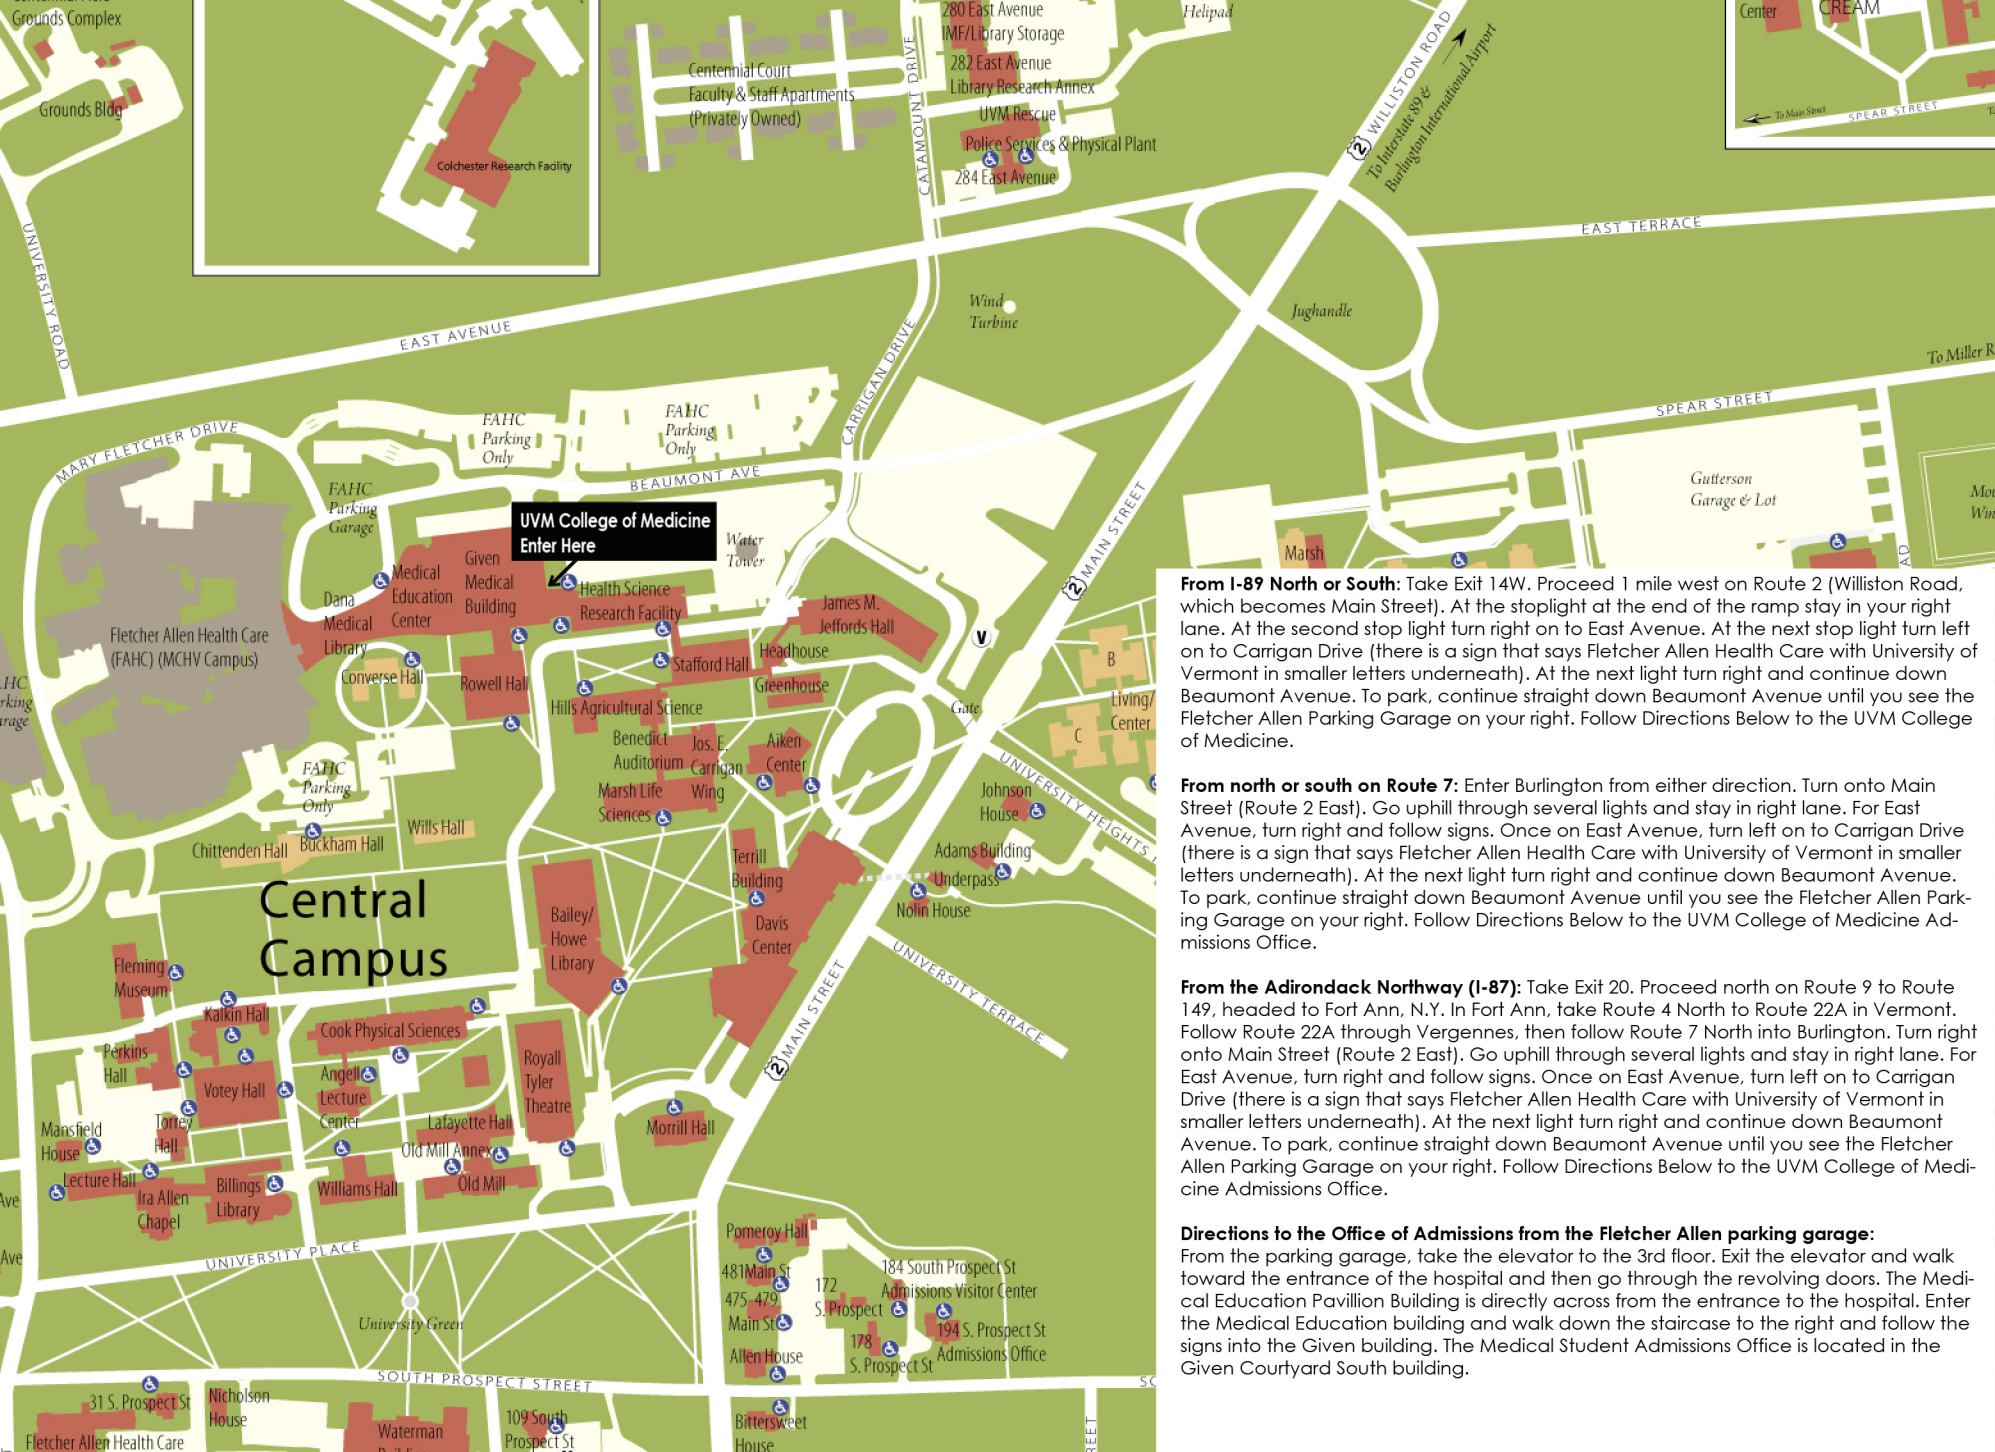 Grounds Complex
Grounds Bldg
UNIVERSITY ROAD
Colchester Research Facility
Centennial Court
Faculty & Staff Apartments
(Privately Owned)
CATAMOUNT DRIVE
280 East Avenue
IMF/Library Storage
282 East Avenue
Library Research Annex
UVM Rescue
Police Services & Physical Plant
284 East Avenue
Helipad
2 WILLISTON ROAD
To Interstate 89 &
Burlington International Airport
Center
CREAM
To Main Street
SPEAR STREET
EAST TERRACE
Wind
Turbine
Jughandle
To Miller R
EAST AVENUE
CARRIGAN DRIVE
SPEAR STREET
MARY FLETCHER DRIVE
FAHC
Parking
Only
FAHC
Parking
Only
BEAUMONT AVE
FAHC
Parking
Garage
Gutterson
Garage & Lot
UVM College of Medicine
Enter Here
Water
Tower
2 MAIN STREET
Marsh
Given
Medical
Building
Medical
Education
Center
Dana
Medical
Library
Health Science
Research Facility
James M.
Jeffords Hall
V
Fletcher Allen Health Care
(FAHC) (MCHV Campus)
Converse Hall
Rowell Hall
Stafford Hall
Headhouse
Greenhouse
Hills Agricultural Science
Gate
B
Living/
Center
C
Benedict
Auditorium
Jos. E.
Carrigan
Wing
Aiken
Center
Marsh Life
Sciences
FAHC
Parking
Only
UNIVERSITY HEIGHTS
Johnson
House
Chittenden Hall
Buckham Hall
Wills Hall
Terrill
Building
Adams Building
Underpass
Nolin House
Central
Campus
Bailey/
Howe
Library
Davis
Center
UNIVERSITY TERRACE
2 MAIN STREET
Fleming
Museum
Kalkin Hall
Cook Physical Sciences
Perkins
Hall
Votey Hall
Angell
Lecture
Center
Royall
Tyler
Theatre
Torrey
Hall
Lafayette Hall
Morrill Hall
Mansfield
House
Old Mill Annex
Old Mill
Lecture Hall
Ira Allen
Chapel
Billings
Library
Williams Hall
Ave
Ave
UNIVERSITY PLACE
University Green
Pomeroy Hall
481Main St
475-479
Main St
Allen House
172
S. Prospect
178
S. Prospect St
184 South Prospect St
Admissions Visitor Center
194 S. Prospect St
Admissions Office
SOUTH PROSPECT STREET
31 S. Prospect St
Nicholson
House
Fletcher Allen Health Care
Waterman
109 South
Prospect St
Bittersweet
House
From I-89 North or South: Take Exit 14W. Proceed 1 mile west on Route 2 (Williston Road,
which becomes Main Street). At the stoplight at the end of the ramp stay in your right
lane. At the second stop light turn right on to East Avenue. At the next stop light turn left
on to Carrigan Drive (there is a sign that says Fletcher Allen Health Care with University of
Vermont in smaller letters underneath). At the next light turn right and continue down
Beaumont Avenue. To park, continue straight down Beaumont Avenue until you see the
Fletcher Allen Parking Garage on your right. Follow Directions Below to the UVM College
of Medicine.
From north or south on Route 7: Enter Burlington from either direction. Turn onto Main
Street (Route 2 East). Go uphill through several lights and stay in right lane. For East
Avenue, turn right and follow signs. Once on East Avenue, turn left on to Carrigan Drive
(there is a sign that says Fletcher Allen Health Care with University of Vermont in smaller
letters underneath). At the next light turn right and continue down Beaumont Avenue.
To park, continue straight down Beaumont Avenue until you see the Fletcher Allen Park-
ing Garage on your right. Follow Directions Below to the UVM College of Medicine Ad-
missions Office.
From the Adirondack Northway (I-87): Take Exit 20. Proceed north on Route 9 to Route
149, headed to Fort Ann, N.Y. In Fort Ann, take Route 4 North to Route 22A in Vermont.
Follow Route 22A through Vergennes, then follow Route 7 North into Burlington. Turn right
onto Main Street (Route 2 East). Go uphill through several lights and stay in right lane. For
East Avenue, turn right and follow signs. Once on East Avenue, turn left on to Carrigan
Drive (there is a sign that says Fletcher Allen Health Care with University of Vermont in
smaller letters underneath). At the next light turn right and continue down Beaumont
Avenue. To park, continue straight down Beaumont Avenue until you see the Fletcher
Allen Parking Garage on your right. Follow Directions Below to the UVM College of Medi-
cine Admissions Office.
Directions to the Office of Admissions from the Fletcher Allen parking garage:
From the parking garage, take the elevator to the 3rd floor. Exit the elevator and walk
toward the entrance of the hospital and then go through the revolving doors. The Medi-
cal Education Pavillion Building is directly across from the entrance to the hospital. Enter
the Medical Education building and walk down the staircase to the right and follow the
signs into the Given building. The Medical Student Admissions Office is located in the
Given Courtyard South building.